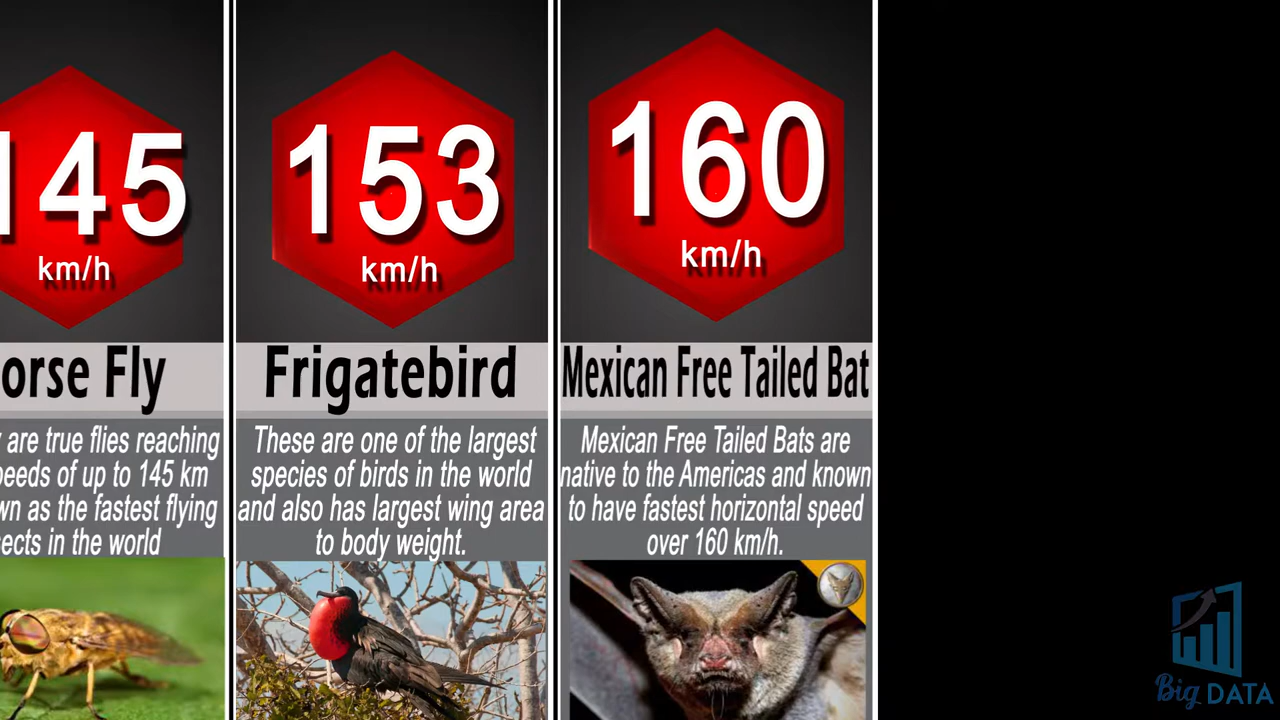 145
km/h
orse Fly
are true flies reaching
peeds of up to 145 km
wn as the fastest flying
sects in the world
153
km/h
Frigatebird
These are one of the largest
species of birds in the world
and also has largest wing area
to body weight.
160
km/h
Mexican Free Tailed Bat
Mexican Free Tailed Bats are
native to the Americas and known
to have fastest horizontal speed
over 160 km/h.
Big DATA